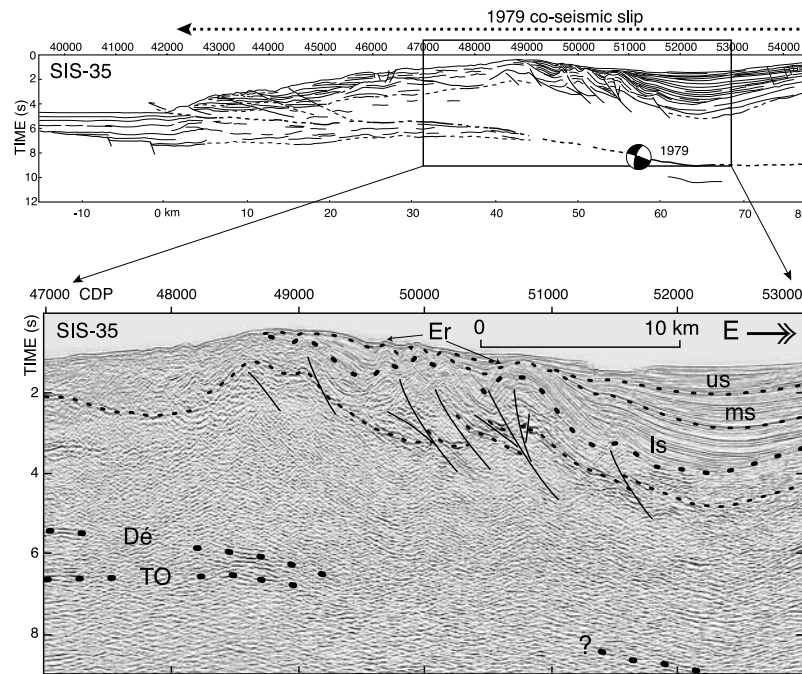 1979 co-seismic slip
40000 41000 42000 43000 44000 45000 46000 47000 48000 49000 50000 51000 52000 53000 54000
SIS-35
TIME (s)
0
2
4
6
8
10
12
1979
-10 0 km 10 20 30 40 50 60 70 80
47000 CDP 48000 49000 50000 51000 52000 53000
SIS-35
Er
0 10 km
E
TIME (s)
2
4
6
8
us
ms
ls
Dé
TO
?